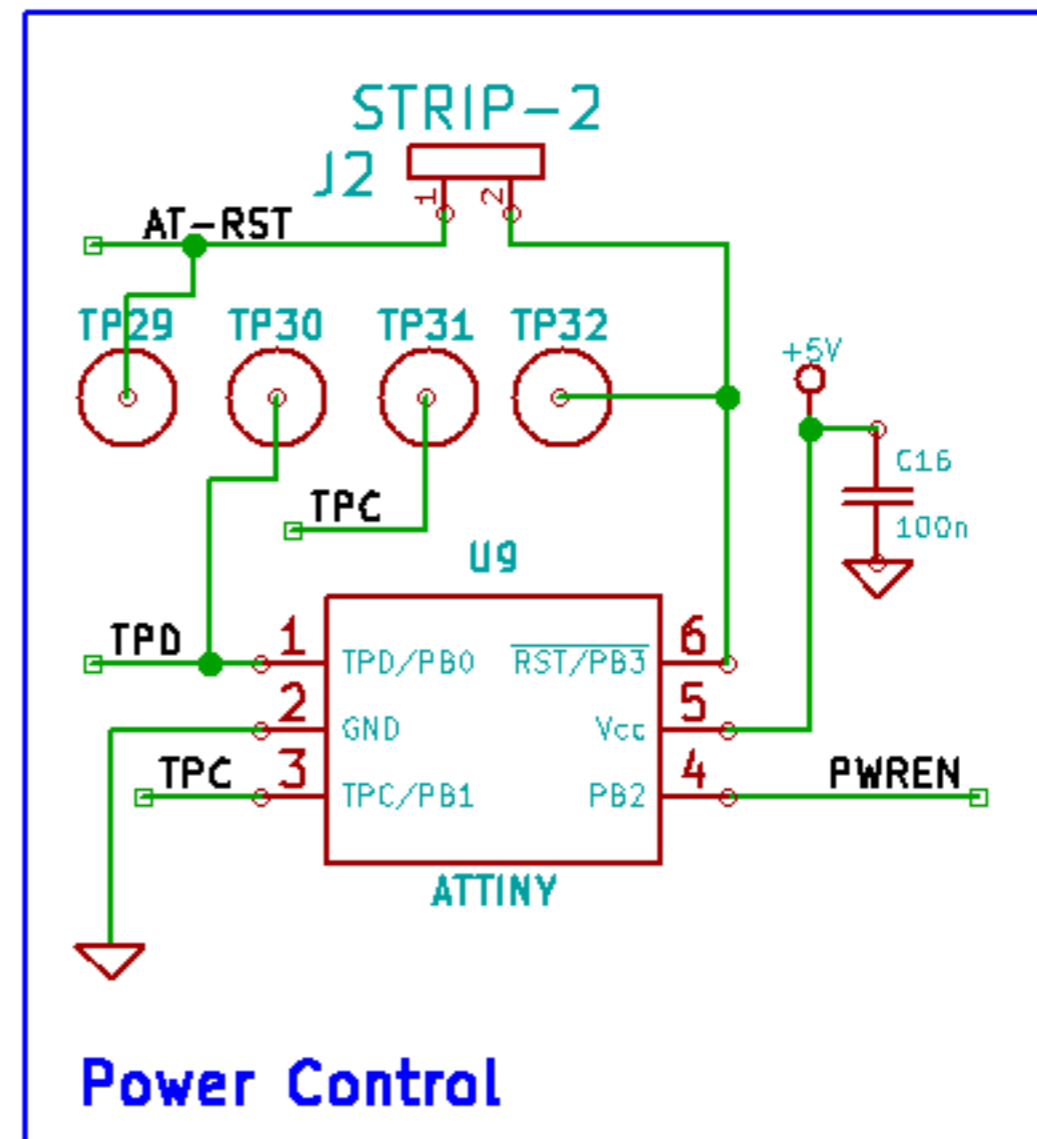 STRIP-2
J2
1 2
AT-RST
TP29 TP30 TP31 TP32
+5V
C16
TPC
100n
U9
TPD 1 TPD/PB0 RST/PB3 6
2 GND Vcc 5
TPC 3 TPC/PB1 PB2 4 PWREN
ATTINY
Power Control